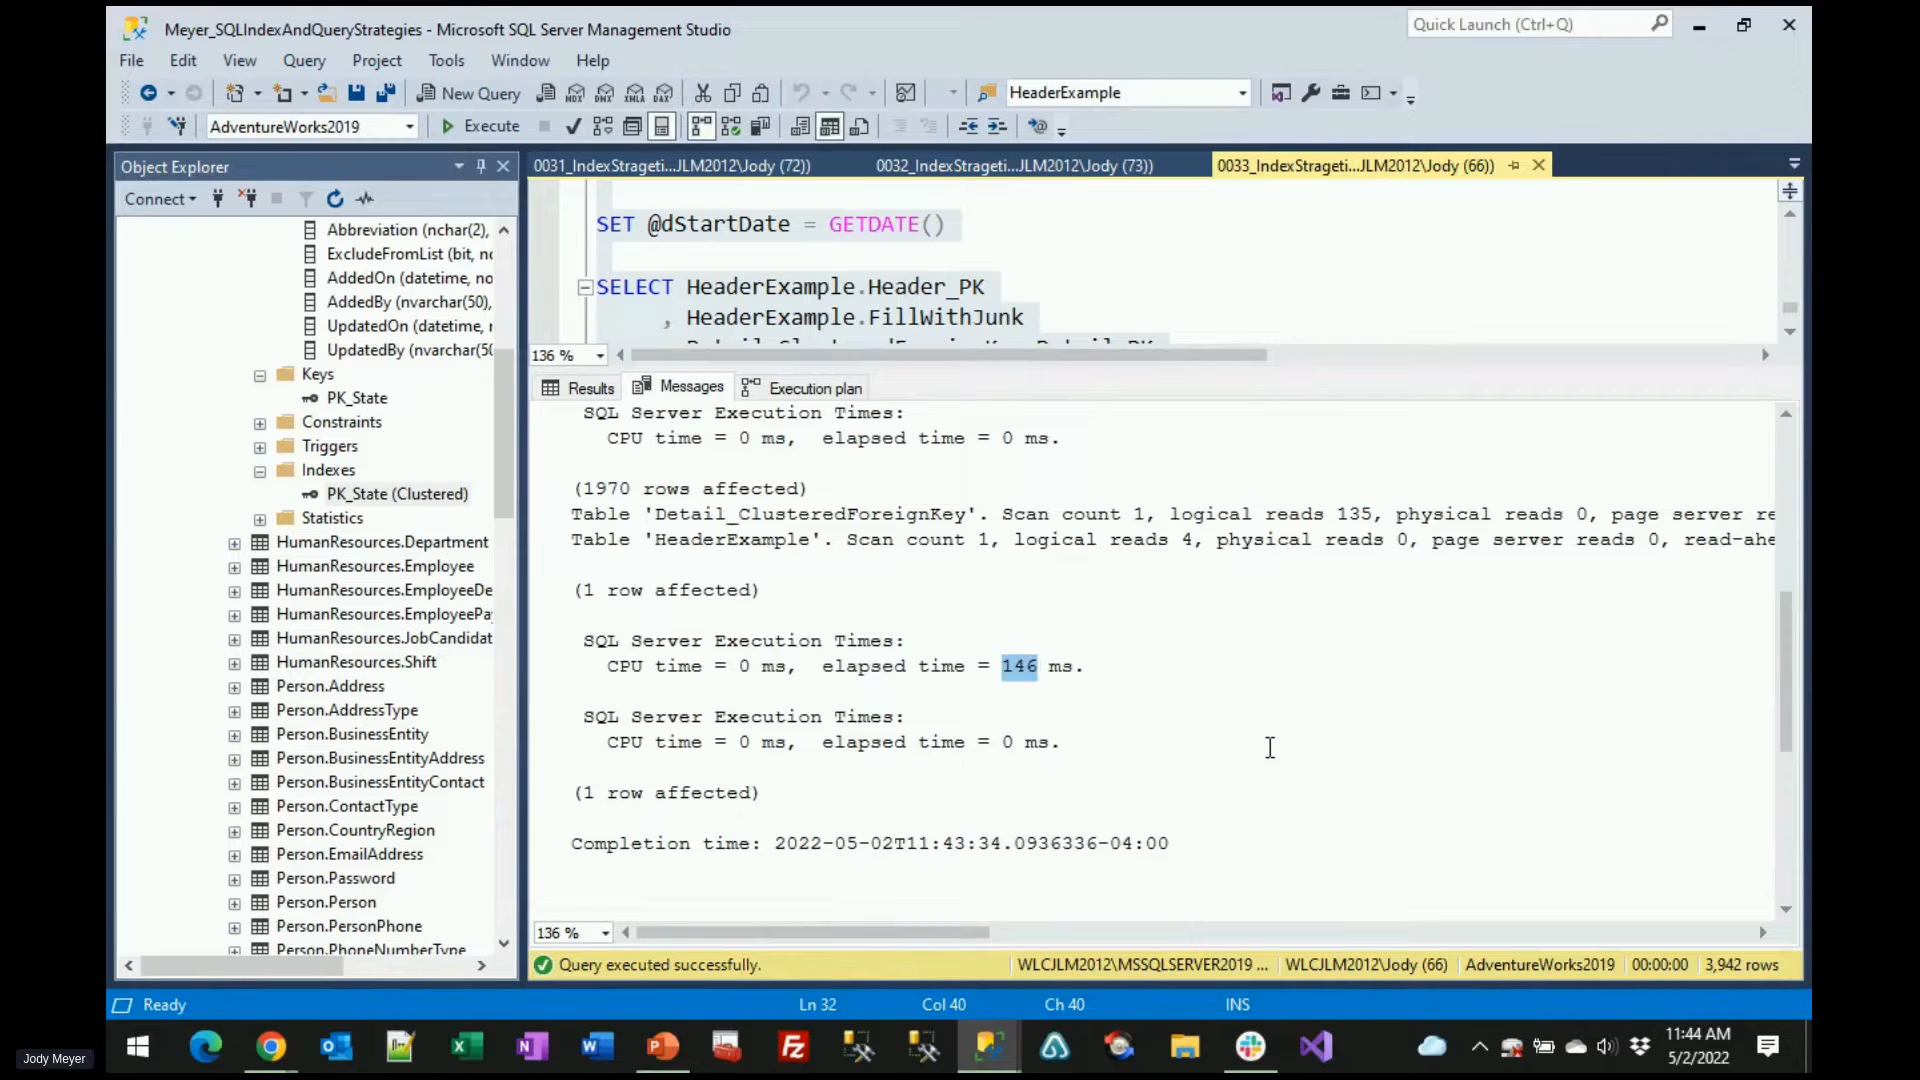 Meyer_SQLIndexAndQueryStrategies - Microsoft SQL Server Management Studio
Quick Launch (Ctrl+Q)
File Edit View Query Project Tools Window Help
New Query
MDX DMX XMLA DAX
HeaderExample
AdventureWorks2019
Execute
Object Explorer
0031_IndexStrageti...JLM2012\Jody (72))
0032_IndexStrageti...JLM2012\Jody (73))
0033_IndexStrageti...JLM2012\Jody (66))
Connect
Abbreviation (nchar(2),
ExcludeFromList (bit, nc
AddedOn (datetime, no
AddedBy (nvarchar(50),
UpdatedOn (datetime, r
UpdatedBy (nvarchar(50
Keys
PK_State
Constraints
Triggers
Indexes
PK_State (Clustered)
Statistics
HumanResources.Department
HumanResources.Employee
HumanResources.EmployeeDe
HumanResources.EmployeePa
HumanResources.JobCandidat
HumanResources.Shift
Person.Address
Person.AddressType
Person.BusinessEntity
Person.BusinessEntityAddress
Person.BusinessEntityContact
Person.ContactType
Person.CountryRegion
Person.EmailAddress
Person.Password
Person.Person
Person.PersonPhone
Person.PhoneNumberType
SET @dStartDate = GETDATE()
SELECT HeaderExample.Header_PK
, HeaderExample.FillWithJunk
136 %
Results Messages Execution plan
SQL Server Execution Times:
CPU time = 0 ms, elapsed time = 0 ms.
(1970 rows affected)
Table 'Detail_ClusteredForeignKey'. Scan count 1, logical reads 135, physical reads 0, page server re
Table 'HeaderExample'. Scan count 1, logical reads 4, physical reads 0, page server reads 0, read-ahe
(1 row affected)
SQL Server Execution Times:
CPU time = 0 ms, elapsed time = 146 ms.
SQL Server Execution Times:
CPU time = 0 ms, elapsed time = 0 ms.
(1 row affected)
Completion time: 2022-05-02T11:43:34.0936336-04:00
136 %
Query executed successfully.
WLCJLM2012\MSSQLSERVER2019 ...
WLCJLM2012\Jody (66)
AdventureWorks2019
00:00:00
3,942 rows
Ready
Ln 32
Col 40
Ch 40
INS
11:44 AM
5/2/2022
Jody Meyer